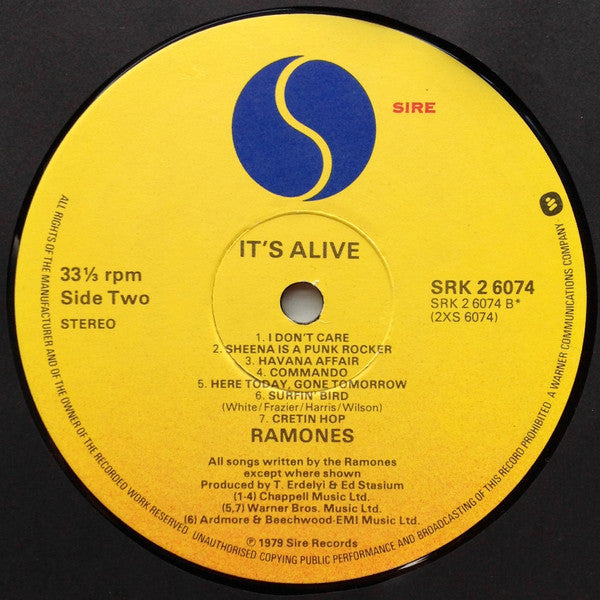 SIRE
IT'S ALIVE
33⅓ rpm
Side Two
STEREO
SRK 2 6074
SRK 2 6074 B*
(2XS 6074)
1. I DON'T CARE
2. SHEENA IS A PUNK ROCKER
3. HAVANA AFFAIR
4. COMMANDO
5. HERE TODAY, GONE TOMORROW
6. SURFIN' BIRD
(White/Frazier/Harris/Wilson)
7. CRETIN HOP
RAMONES
All songs written by the Ramones
except where shown
Produced by T. Erdelyi & Ed Stasium
(1-4) Chappell Music Ltd.
(5,7) Warner Bros. Music Ltd.
(6) Ardmore & Beechwood-EMI Music Ltd.
℗ 1979 Sire Records
ALL RIGHTS OF THE MANUFACTURER AND OF THE OWNER OF THE RECORDED WORK RESERVED. UNAUTHORISED COPYING PUBLIC PERFORMANCE AND BROADCASTING OF THIS RECORD PROHIBITED. A WARNER COMMUNICATIONS COMPANY